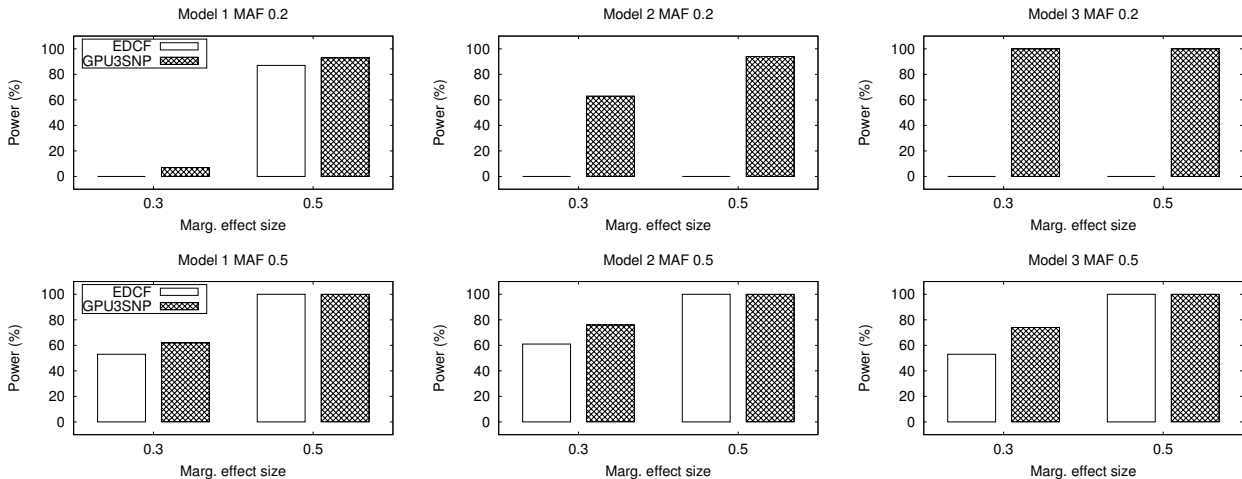 Model 1 MAF 0.2
Power (%)
100
80
60
40
20
0
EDCF
GPU3SNP
0.3
0.5
Marg. effect size
Model 2 MAF 0.2
Power (%)
100
80
60
40
20
0
0.3
0.5
Marg. effect size
Model 3 MAF 0.2
Power (%)
100
80
60
40
20
0
0.3
0.5
Marg. effect size
Model 1 MAF 0.5
Power (%)
100
80
60
40
20
0
EDCF
GPU3SNP
0.3
0.5
Marg. effect size
Model 2 MAF 0.5
Power (%)
100
80
60
40
20
0
0.3
0.5
Marg. effect size
Model 3 MAF 0.5
Power (%)
100
80
60
40
20
0
0.3
0.5
Marg. effect size